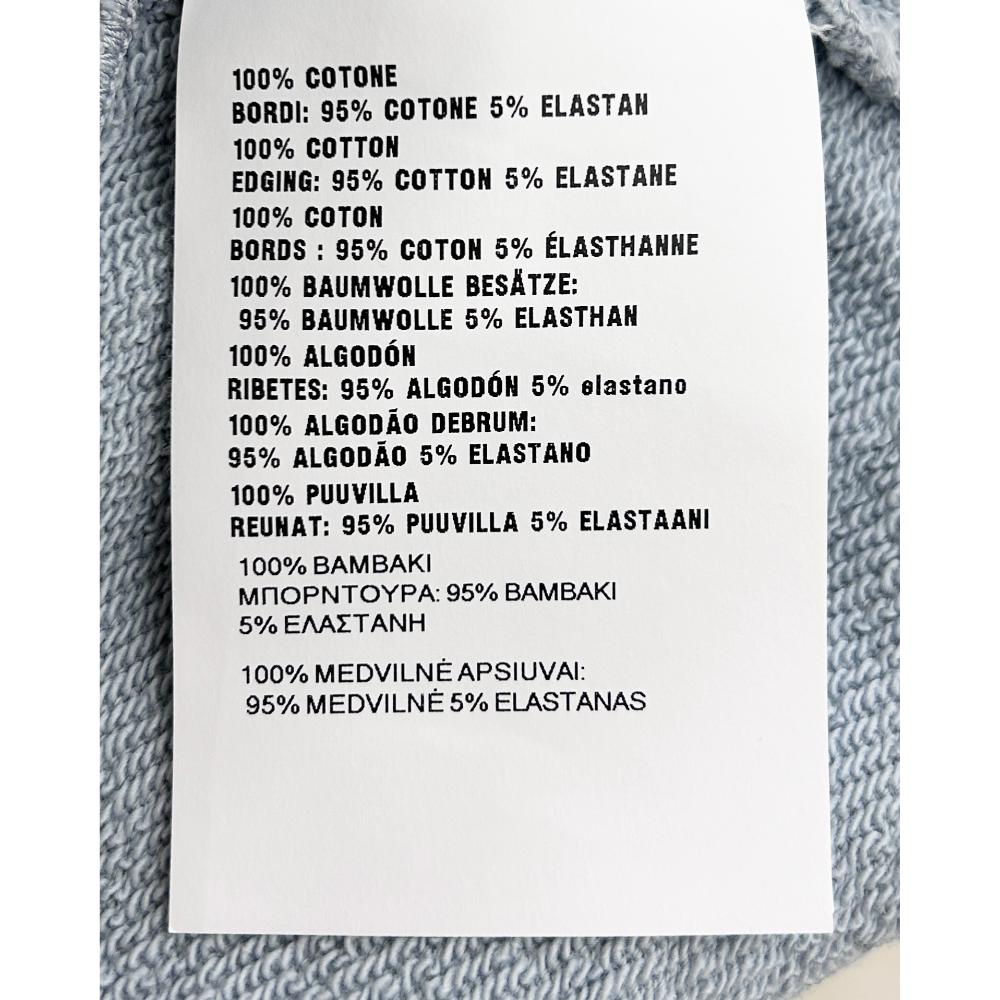 100% COTONE
BORDI: 95% COTONE 5% ELASTAN
100% COTTON
EDGING: 95% COTTON 5% ELASTANE
100% COTON
BORDS : 95% COTON 5% ÉLASTHANNE
100% BAUMWOLLE BESÄTZE:
95% BAUMWOLLE 5% ELASTHAN
100% ALGODÓN
RIBETES: 95% ALGODÓN 5% elastano
100% ALGODÃO DEBRUM:
95% ALGODÃO 5% ELASTANO
100% PUUVILLA
REUNAT: 95% PUUVILLA 5% ELASTAANI
100% ΒΑΜΒΑΚΙ
ΜΠΟΡΝΤΟΥΡΑ: 95% ΒΑΜΒΑΚΙ
5% ΕΛΑΣΤΑΝΗ
100% MEDVILNĖ APSIUVAI:
95% MEDVILNĖ 5% ELASTANAS